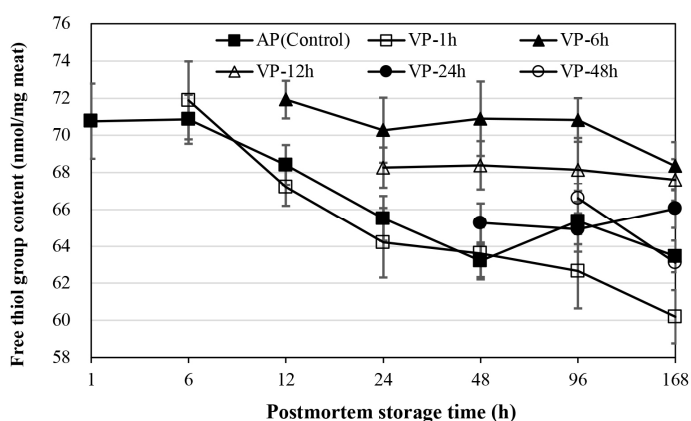 76
74
72
70
68
66
64
62
60
58
Free thiol group content (nmol/mg meat)
AP(Control) VP-1h VP-6h
VP-12h VP-24h VP-48h
1 6 12 24 48 96 168
Postmortem storage time (h)